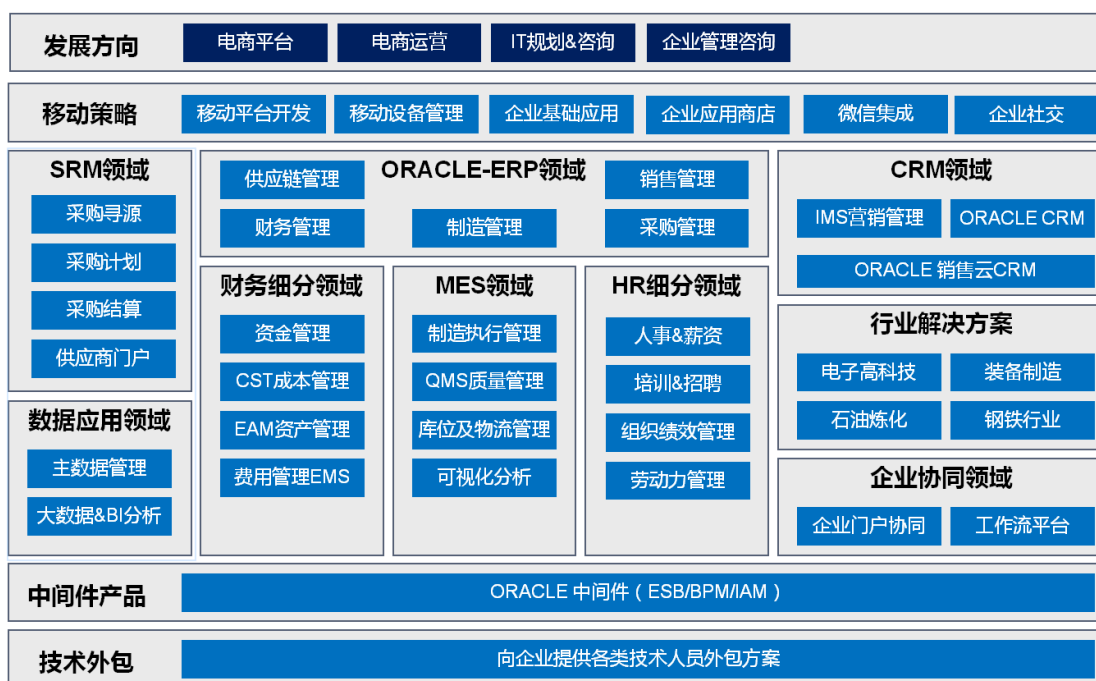 发展方向
电商平台
电商运营
IT规划&咨询
企业管理咨询
移动策略
移动平台开发
移动设备管理
企业基础应用
企业应用商店
微信集成
企业社交
SRM领域
采购寻源
采购计划
采购结算
供应商门户
数据应用领域
主数据管理
大数据&BI分析
ORACLE-ERP领域
供应链管理
销售管理
财务管理
制造管理
采购管理
财务细分领域
资金管理
CST成本管理
EAM资产管理
费用管理EMS
MES领域
制造执行管理
QMS质量管理
库位及物流管理
可视化分析
HR细分领域
人事&薪资
培训&招聘
组织绩效管理
劳动力管理
CRM领域
IMS营销管理
ORACLE CRM
ORACLE 销售云CRM
行业解决方案
电子高科技
装备制造
石油炼化
钢铁行业
企业协同领域
企业门户协同
工作流平台
中间件产品
ORACLE 中间件（ESB/BPM/IAM）
技术外包
向企业提供各类技术人员外包方案